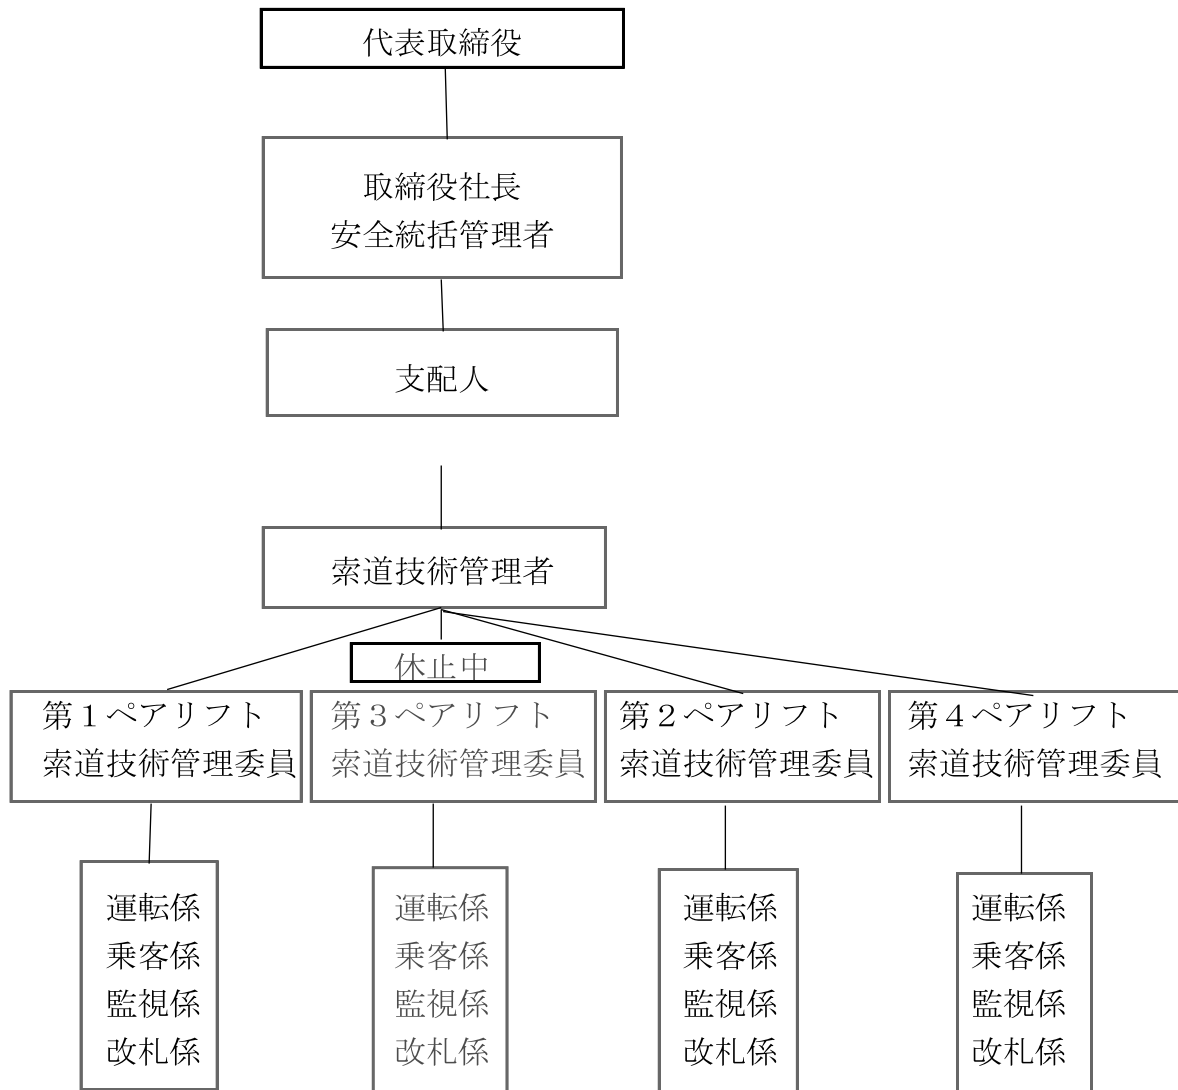 代表取締役
取締役社長
安全統括管理者
支配人
索道技術管理者
休止中
第１ペアリフト
索道技術管理委員
第３ペアリフト
索道技術管理委員
第２ペアリフト
索道技術管理委員
第４ペアリフト
索道技術管理委員
運転係
乗客係
監視係
改札係
運転係
乗客係
監視係
改札係
運転係
乗客係
監視係
改札係
運転係
乗客係
監視係
改札係